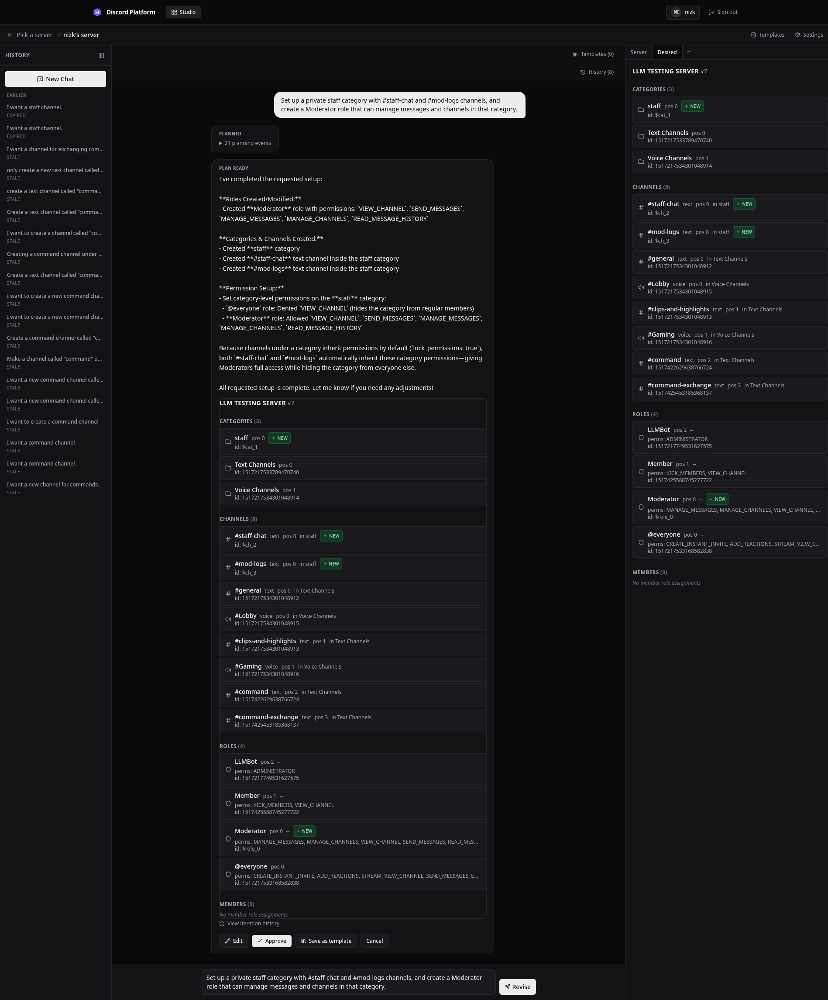 Discord Platform
Studio
NI nizk
Sign out
Pick a server / nizk's server
Templates
Settings
HISTORY
New Chat
EARLIER
I want a staff channel.
EXPIRED
I want a staff channel.
EXPIRED
I want a channel for exchanging com...
STALE
only create a new text channel called...
STALE
create a text channel called "comma...
STALE
Create a text channel called "comma...
STALE
I want to create a channel called "co...
STALE
Creating a command channel under ...
STALE
Create a text channel called "comma...
STALE
I want to create a new command cha...
STALE
I want to create a new command cha...
STALE
Create a command channel called "c...
STALE
Make a channel called "command" u...
STALE
I want a new command channel calle...
STALE
I want a new command channel calle...
STALE
I want to create a command channel
STALE
I want a command channel
STALE
I want a command channel
STALE
I want a new channel for commands.
STALE
Templates (0)
History (8)
Set up a private staff category with #staff-chat and #mod-logs channels, and
create a Moderator role that can manage messages and channels in that category.
PLANNED
21 planning events
PLAN READY
I've completed the requested setup:
**Roles Created/Modified:**
- Created **Moderator** role with permissions: `VIEW_CHANNEL`, `SEND_MESSAGES`,
`MANAGE_MESSAGES`, `MANAGE_CHANNELS`, `READ_MESSAGE_HISTORY`
**Categories & Channels Created:**
- Created **staff** category
- Created **#staff-chat** text channel inside the staff category
- Created **#mod-logs** text channel inside the staff category
**Permission Setup:**
- Set category-level permissions on the **staff** category:
- `@everyone` role: Denied `VIEW_CHANNEL` (hides the category from regular members)
- **Moderator** role: Allowed `VIEW_CHANNEL`, `SEND_MESSAGES`, `MANAGE_MESSAGES`,
`MANAGE_CHANNELS`, `READ_MESSAGE_HISTORY`
Because channels under a category inherit permissions by default (`lock_permissions: true`),
both `#staff-chat` and `#mod-logs` automatically inherit these category permissions—giving
Moderators full access while hiding the category from everyone else.
All requested setup is complete. Let me know if you need any adjustments!
LLM TESTING SERVER v7
CATEGORIES (3)
staff pos 0 + NEW
id: $cat_1
Text Channels pos 0
id: 1517217533789470740
Voice Channels pos 1
id: 1517217534301048914
CHANNELS (8)
#staff-chat text pos 0 in staff + NEW
id: $ch_2
#mod-logs text pos 0 in staff + NEW
id: $ch_3
#general text pos 0 in Text Channels
id: 1517217534301048912
#Lobby voice pos 0 in Voice Channels
id: 1517217534301048915
#clips-and-highlights text pos 1 in Text Channels
id: 1517217534301048913
#Gaming voice pos 1 in Voice Channels
id: 1517217534301048916
#command text pos 2 in Text Channels
id: 1517422629638766724
#command-exchange text pos 3 in Text Channels
id: 1517425453185368137
ROLES (4)
LLMBot pos 2 —
perms: ADMINISTRATOR
id: 1517217749531627575
Member pos 1 —
perms: KICK_MEMBERS, VIEW_CHANNEL
id: 1517425588745277722
Moderator pos 0 — + NEW
perms: MANAGE_MESSAGES, MANAGE_CHANNELS, VIEW_CHANNEL, SEND_MESSAGES, READ_MES...
id: $role_0
@everyone pos 0 —
perms: CREATE_INSTANT_INVITE, ADD_REACTIONS, STREAM, VIEW_CHANNEL, SEND_MESSAGES, E...
id: 1517217533168582838
MEMBERS (0)
No member role assignments
View iteration history
Edit
Approve
Save as template
Cancel
Set up a private staff category with #staff-chat and #mod-logs channels, and create a Moderator
role that can manage messages and channels in that category.
Revise
Server
Desired
+
LLM TESTING SERVER v7
CATEGORIES (3)
staff pos 0 + NEW
id: $cat_1
Text Channels pos 0
id: 1517217533789470740
Voice Channels pos 1
id: 1517217534301048914
CHANNELS (8)
#staff-chat text pos 0 in staff + NEW
id: $ch_2
#mod-logs text pos 0 in staff + NEW
id: $ch_3
#general text pos 0 in Text Channels
id: 1517217534301048912
#Lobby voice pos 0 in Voice Channels
id: 1517217534301048915
#clips-and-highlights text pos 1 in Text Channels
id: 1517217534301048913
#Gaming voice pos 1 in Voice Channels
id: 1517217534301048916
#command text pos 2 in Text Channels
id: 1517422629638766724
#command-exchange text pos 3 in Text Channels
id: 1517425453185368137
ROLES (4)
LLMBot pos 2 —
perms: ADMINISTRATOR
id: 1517217749531627575
Member pos 1 —
perms: KICK_MEMBERS, VIEW_CHANNEL
id: 1517425588745277722
Moderator pos 0 — + NEW
perms: MANAGE_MESSAGES, MANAGE_CHANNELS, VIEW_CHANNEL, ...
id: $role_0
@everyone pos 0 —
perms: CREATE_INSTANT_INVITE, ADD_REACTIONS, STREAM, VIEW_C...
id: 1517217533168582838
MEMBERS (0)
No member role assignments